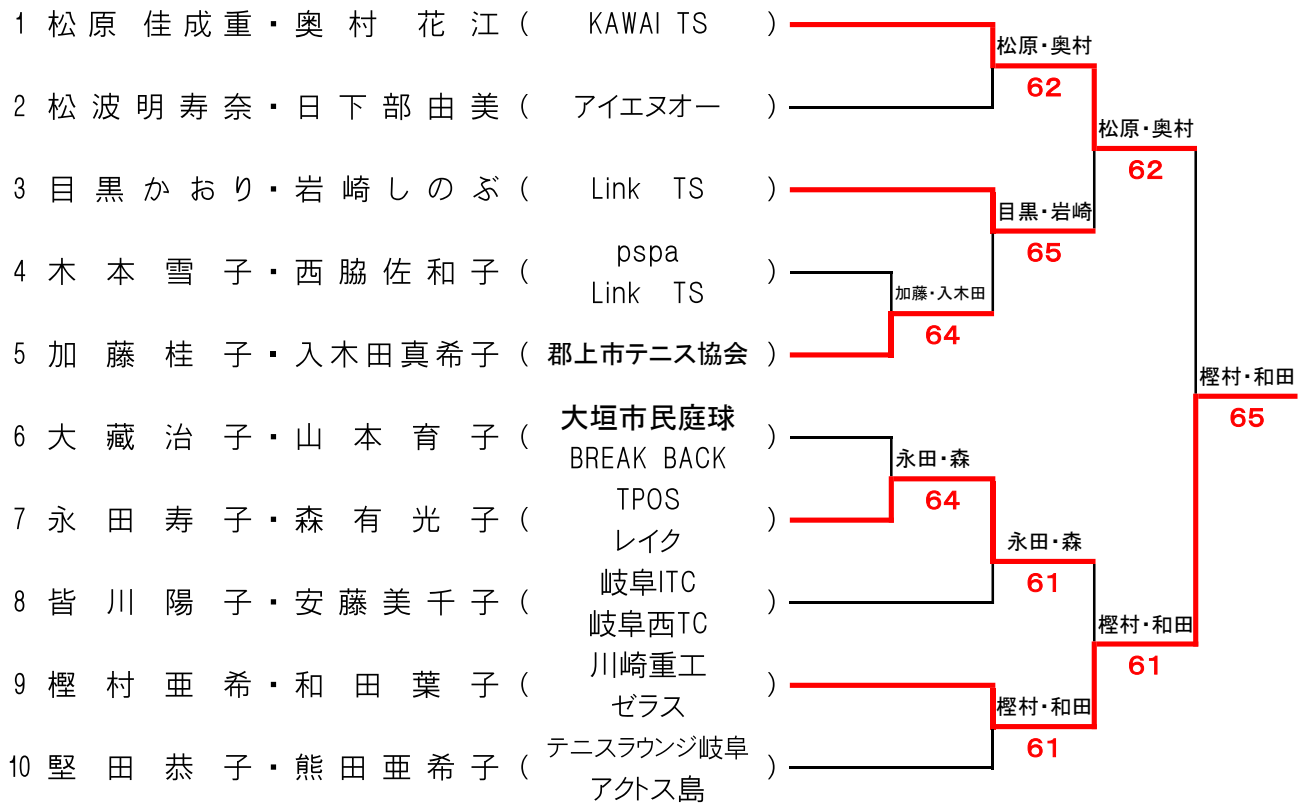 1 松原 佳成重・奥村 花江 ( KAWAI TS )
松原・奥村
62
2 松波明寿奈・日下部由美 ( アイエヌオー )
松原・奥村
62
3 目黒かおり・岩崎しのぶ ( Link TS )
目黒・岩崎
65
4 木本雪子・西脇佐和子 ( pspa Link TS )
加藤・入木田
64
5 加藤桂子・入木田真希子 ( 郡上市テニス協会 )
樫村・和田
65
6 大藏治子・山本育子 ( 大垣市民庭球 BREAK BACK )
永田・森
64
7 永田寿子・森有光子 ( TPOS レイク )
永田・森
61
8 皆川陽子・安藤美千子 ( 岐阜ITC 岐阜西TC )
樫村・和田
61
9 樫村亜希・和田葉子 ( 川崎重工 ゼラス )
樫村・和田
61
10 堅田恭子・熊田亜希子 ( テニスラウンジ岐阜 アクトス島 )